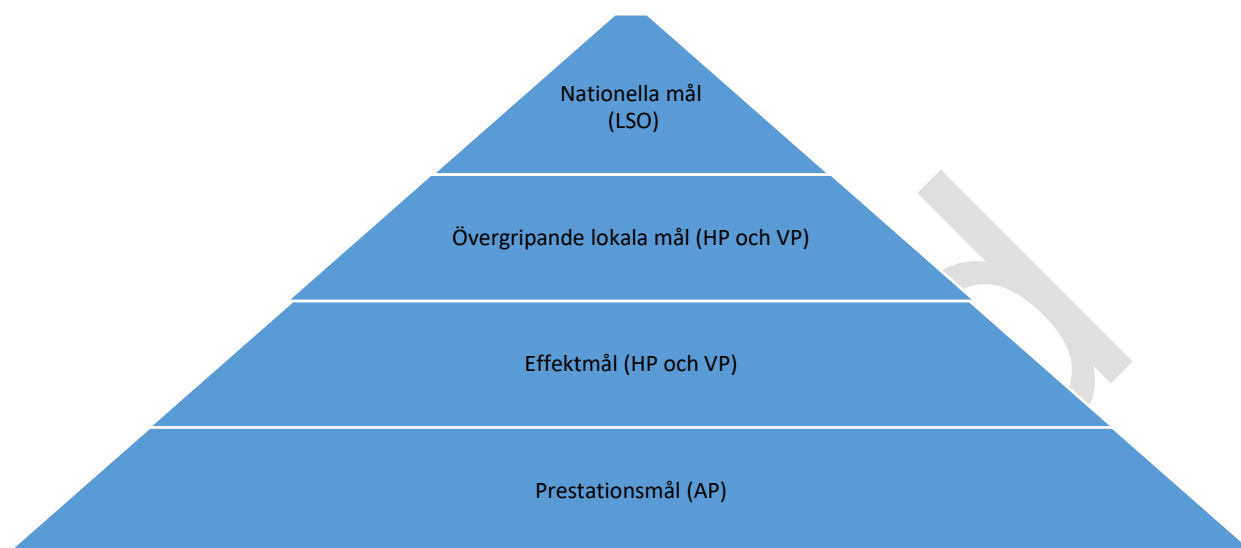 Nationella mål
(LSO)
Övergripande lokala mål (HP och VP)
Effektmål (HP och VP)
Prestationsmål (AP)